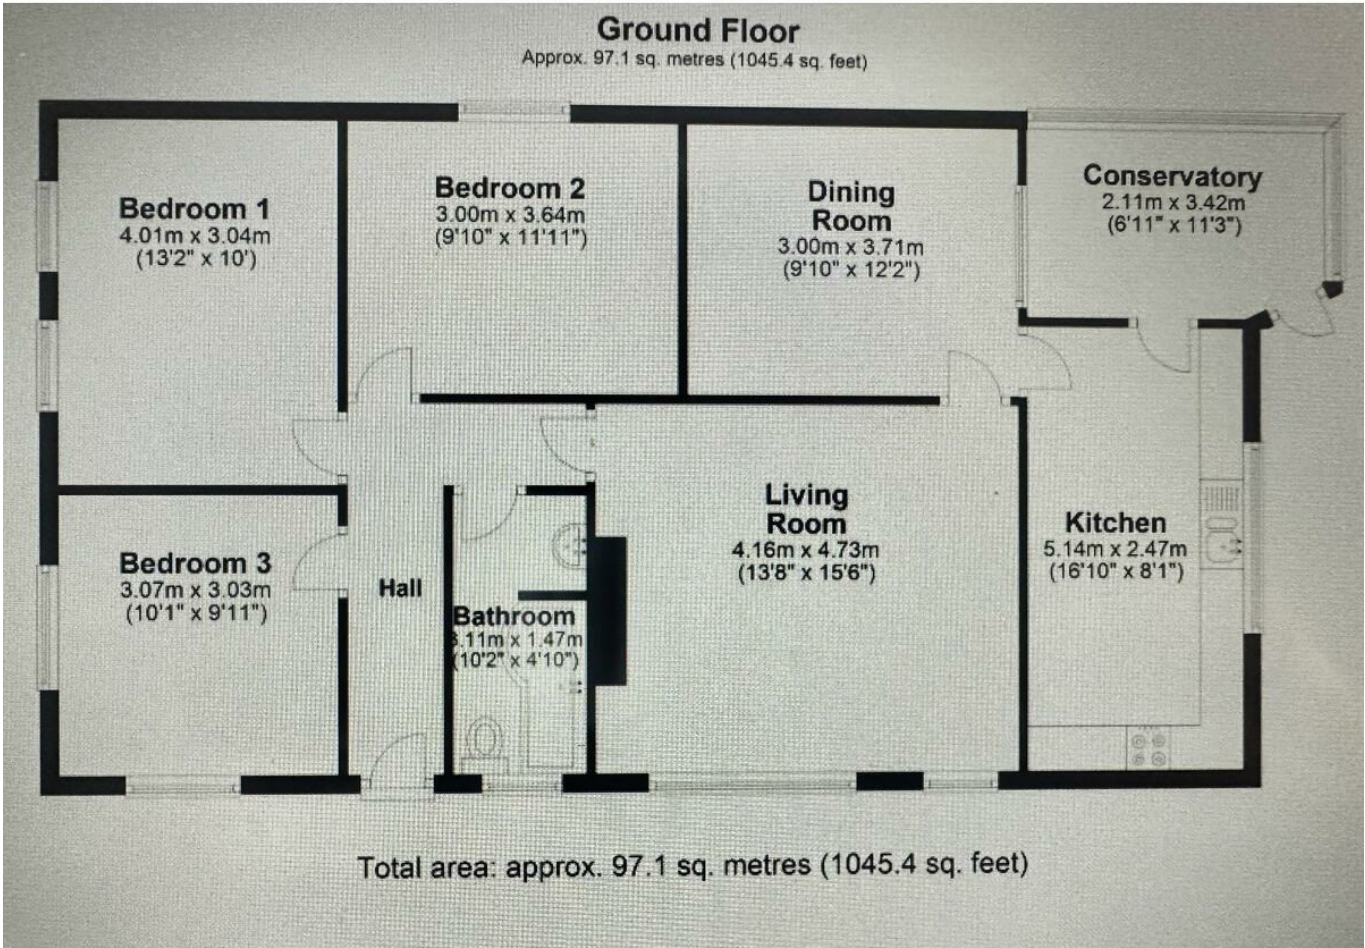 Ground Floor
Approx. 97.1 sq. metres (1045.4 sq. feet)
Bedroom 1
4.01m x 3.04m
(13'2" x 10')
Bedroom 2
3.00m x 3.64m
(9'10" x 11'11")
Dining
Room
3.00m x 3.71m
(9'10" x 12'2")
Conservatory
2.11m x 3.42m
(6'11" x 11'3")
Bedroom 3
3.07m x 3.03m
(10'1" x 9'11")
Hall
Bathroom
3.11m x 1.47m
(10'2" x 4'10")
Living
Room
4.16m x 4.73m
(13'8" x 15'6")
Kitchen
5.14m x 2.47m
(16'10" x 8'1")
Total area: approx. 97.1 sq. metres (1045.4 sq. feet)